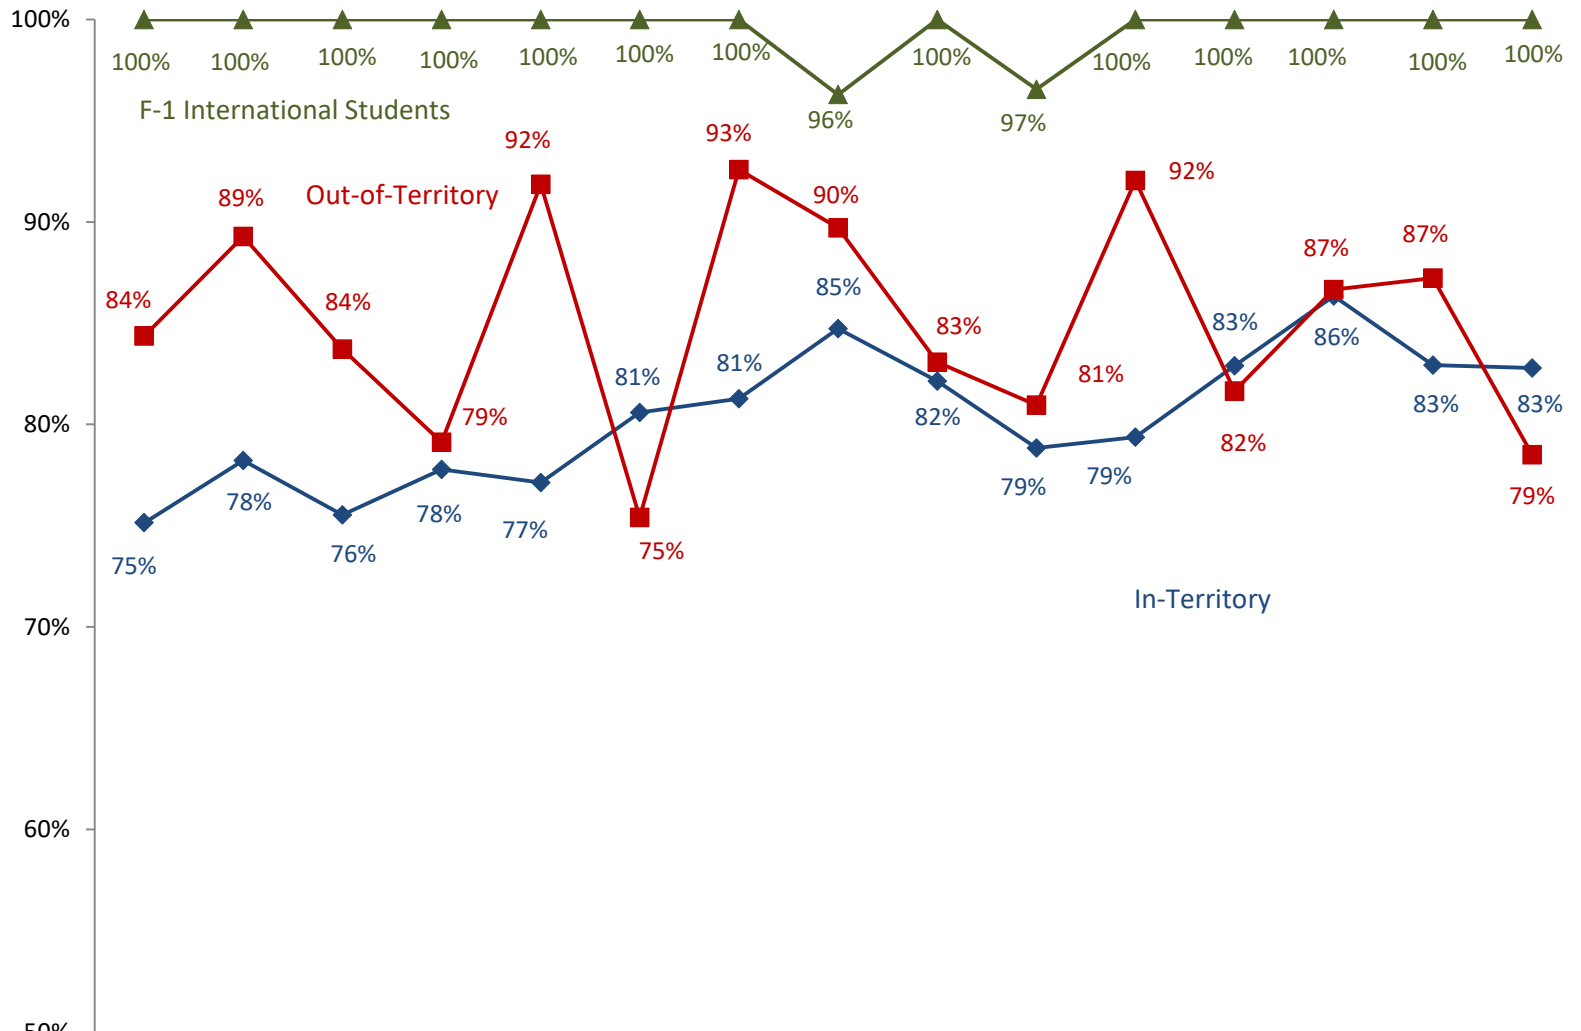 100%
100% 100% 100% 100% 100% 100% 100% 96% 100% 97% 100% 100% 100% 100% 100%
F-1 International Students
Out-of-Territory
84% 89% 84% 79% 92% 75% 93% 90% 83% 81% 92% 82% 87% 87% 79%
90%
75% 78% 76% 78% 77% 81% 81% 85% 82% 79% 79% 83% 86% 83% 83%
80%
In-Territory
70%
60%
50%